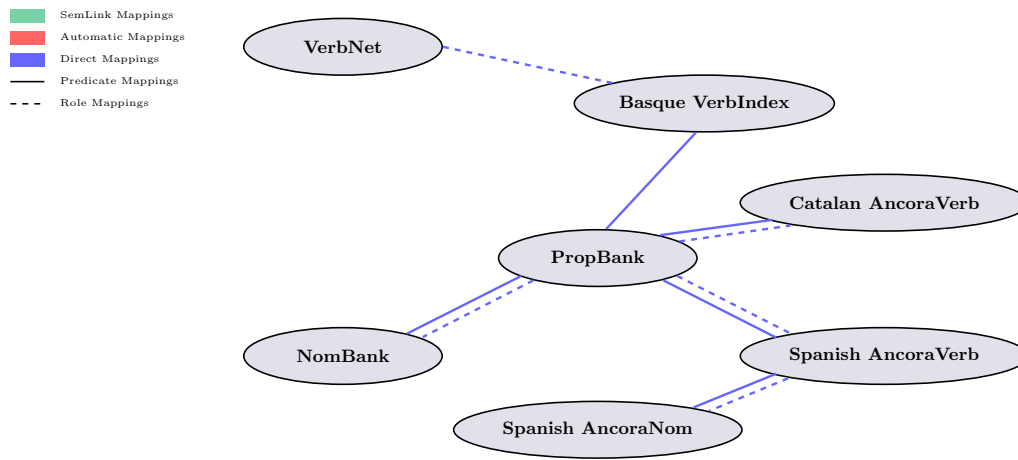 SemLink Mappings
Automatic Mappings
Direct Mappings
Predicate Mappings
Role Mappings
VerbNet
Basque VerbIndex
Catalan AncoraVerb
PropBank
NomBank
Spanish AncoraVerb
Spanish AncoraNom